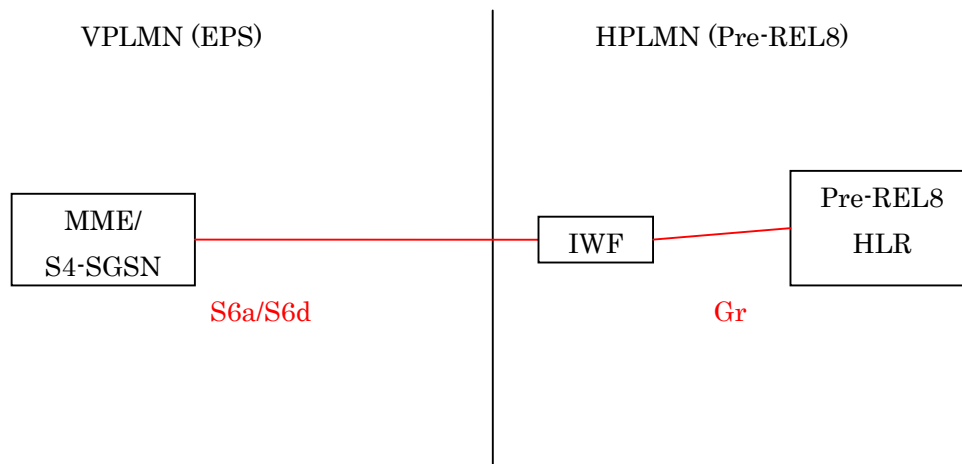 VPLMN (EPS)
HPLMN (Pre-REL8)
MME/
S4-SGSN
IWF
Pre-REL8
HLR
S6a/S6d
Gr